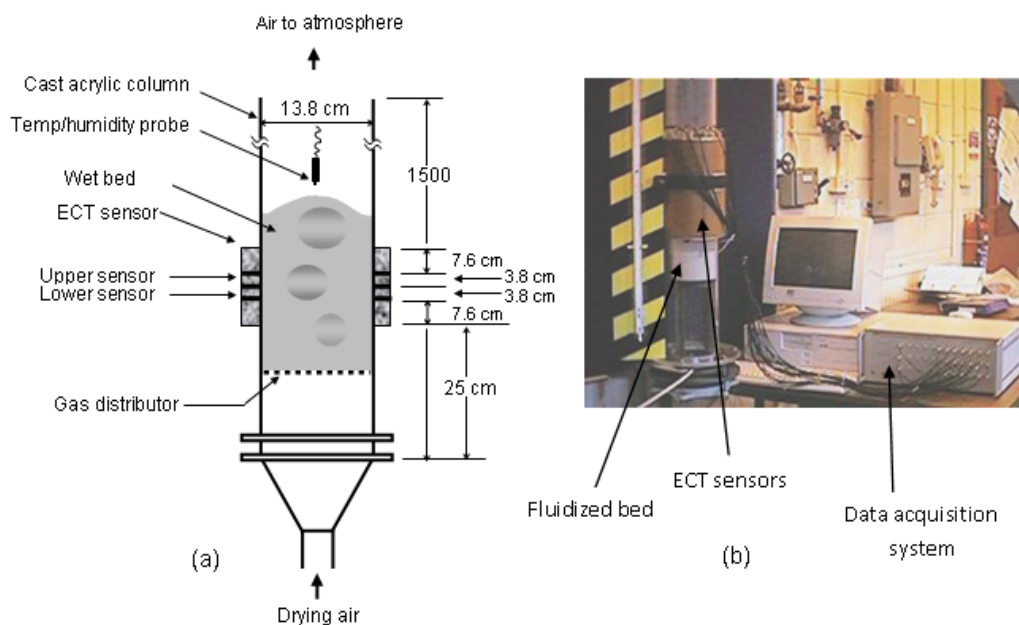 Air to atmosphere
Cast acrylic column
13.8 cm
Temp/humidity probe
1500
Wet bed
ECT sensor
7.6 cm
Upper sensor
3.8 cm
Lower sensor
3.8 cm
7.6 cm
25 cm
Gas distributor
(a)
Drying air
ECT sensors
Fluidized bed
Data acquisition
system
(b)